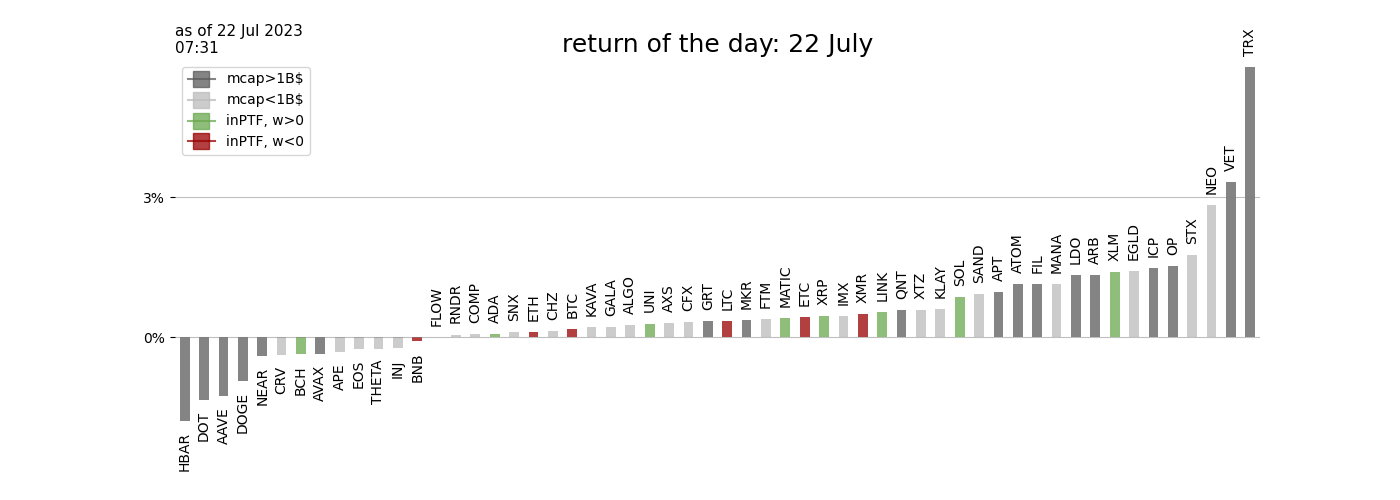 as of 22 Jul 2023
07:31
return of the day: 22 July
mcap>1B$
mcap<1B$
inPTF, w>0
inPTF, w<0
3%
0%
HBAR
DOT
AAVE
DOGE
NEAR
CRV
BCH
AVAX
APE
EOS
THETA
INJ
BNB
FLOW
RNDR
COMP
ADA
SNX
ETH
CHZ
BTC
KAVA
GALA
ALGO
UNI
AXS
CFX
GRT
LTC
MKR
FTM
MATIC
ETC
XRP
IMX
XMR
LINK
QNT
XTZ
KLAY
SOL
SAND
APT
ATOM
FIL
MANA
LDO
ARB
XLM
EGLD
ICP
OP
STX
NEO
VET
TRX